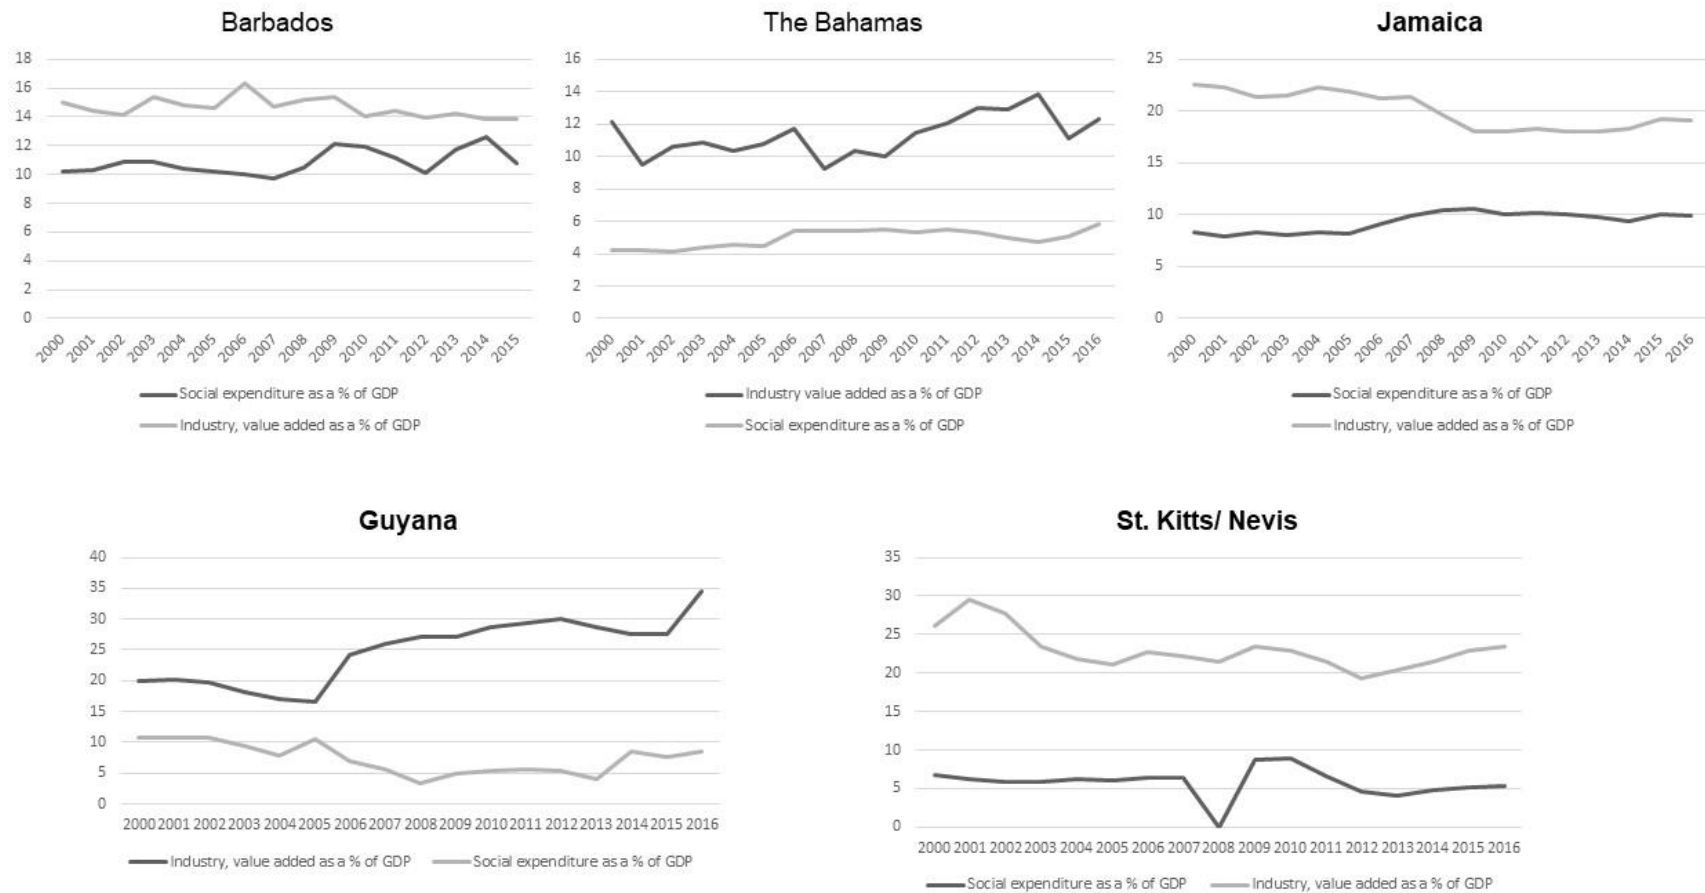 Barbados
18
16
14
12
10
8
6
4
2
0
2000 2001 2002 2003 2004 2005 2006 2007 2008 2009 2010 2011 2012 2013 2014 2015
Social expenditure as a % of GDP
Industry, value added as a % of GDP
The Bahamas
16
14
12
10
8
6
4
2
0
2000 2001 2002 2003 2004 2005 2006 2007 2008 2009 2010 2011 2012 2013 2014 2015 2016
Industry value added as a % of GDP
Social expenditure as a % of GDP
Jamaica
25
20
15
10
5
0
2000 2001 2002 2003 2004 2005 2006 2007 2008 2009 2010 2011 2012 2013 2014 2015 2016
Social expenditure as a % of GDP
Industry, value added as a % of GDP
Guyana
40
35
30
25
20
15
10
5
0
2000 2001 2002 2003 2004 2005 2006 2007 2008 2009 2010 2011 2012 2013 2014 2015 2016
Industry, value added as a % of GDP Social expenditure as a % of GDP
St. Kitts/ Nevis
35
30
25
20
15
10
5
0
2000 2001 2002 2003 2004 2005 2006 2007 2008 2009 2010 2011 2012 2013 2014 2015 2016
Social expenditure as a % of GDP Industry, value added as a % of GDP